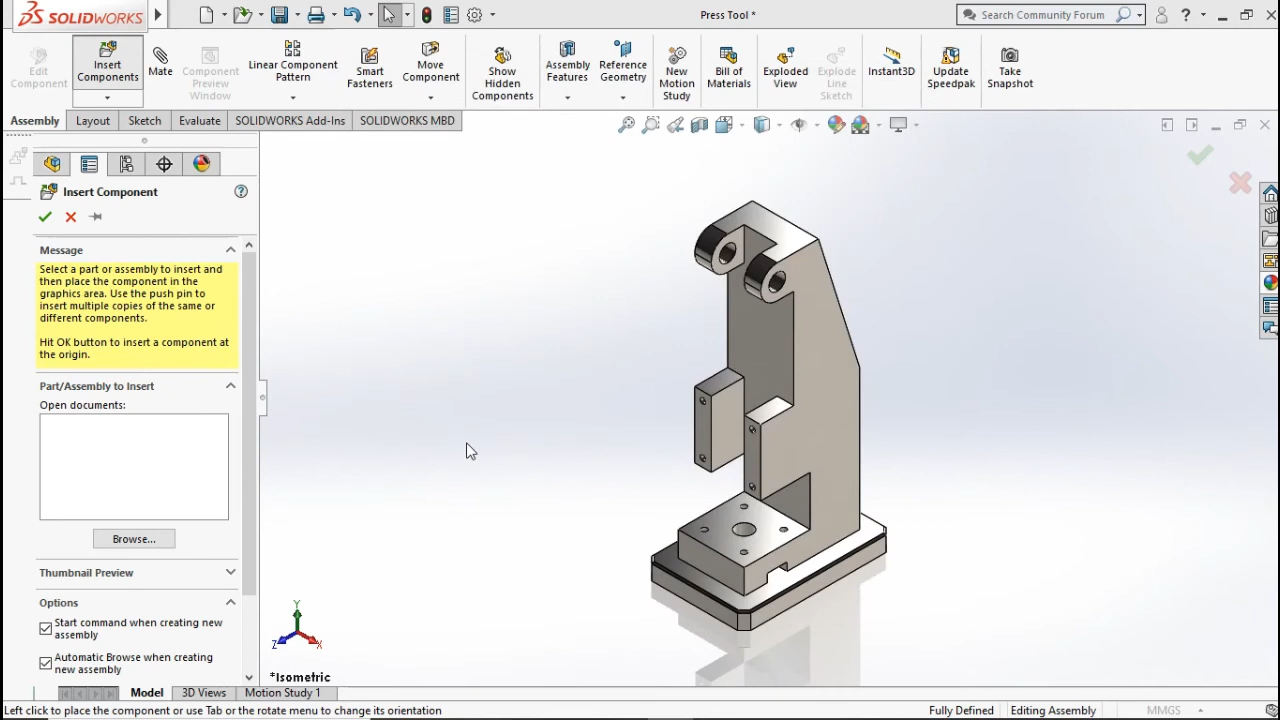 SOLIDWORKS
Press Tool *
Search Community Forum
?
Edit
Component
Insert
Components
Mate
Component
Preview
Window
Linear Component
Pattern
Smart
Fasteners
Move
Component
Show
Hidden
Components
Assembly
Features
Reference
Geometry
New
Motion
Study
Bill of
Materials
Exploded
View
Explode
Line
Sketch
Instant3D
Update
Speedpak
Take
Snapshot
Assembly
Layout
Sketch
Evaluate
SOLIDWORKS Add-Ins
SOLIDWORKS MBD
Insert Component
?
Message
Select a part or assembly to insert and
then place the component in the
graphics area. Use the push pin to
insert multiple copies of the same or
different components.
Hit OK button to insert a component at
the origin.
Part/Assembly to Insert
Open documents:
Browse...
Thumbnail Preview
Options
Start command when creating new
assembly
Automatic Browse when creating
new assembly
Y
Z
X
*Isometric
Model
3D Views
Motion Study 1
Left click to place the component or use Tab or the rotate menu to change its orientation
Fully Defined
Editing Assembly
MMGS